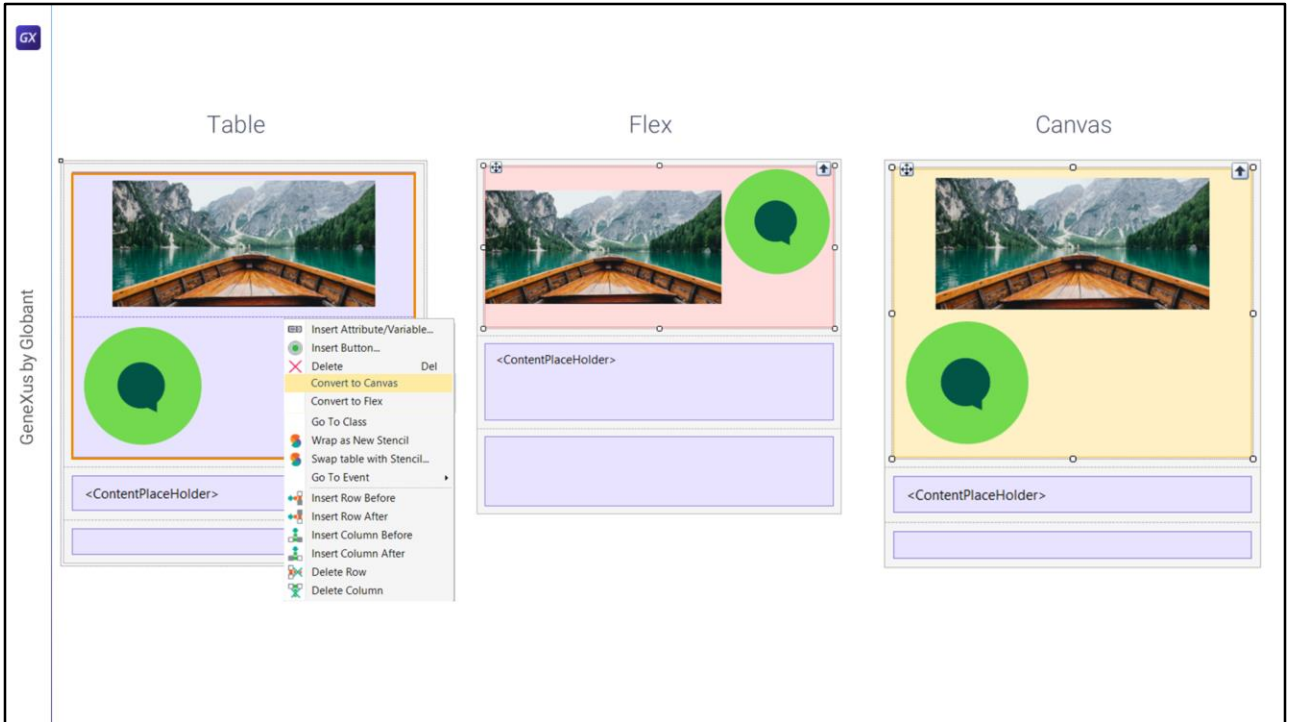 GX
GeneXus by Globant
Table
Flex
Canvas
Insert Attribute/Variable...
Insert Button...
Delete Del
Convert to Canvas
Convert to Flex
Go To Class
Wrap as New Stencil
Swap table with Stencil...
Go To Event
Insert Row Before
Insert Row After
Insert Column Before
Insert Column After
Delete Row
Delete Column
<ContentPlaceHolder>
<ContentPlaceHolder>
<ContentPlaceHolder>